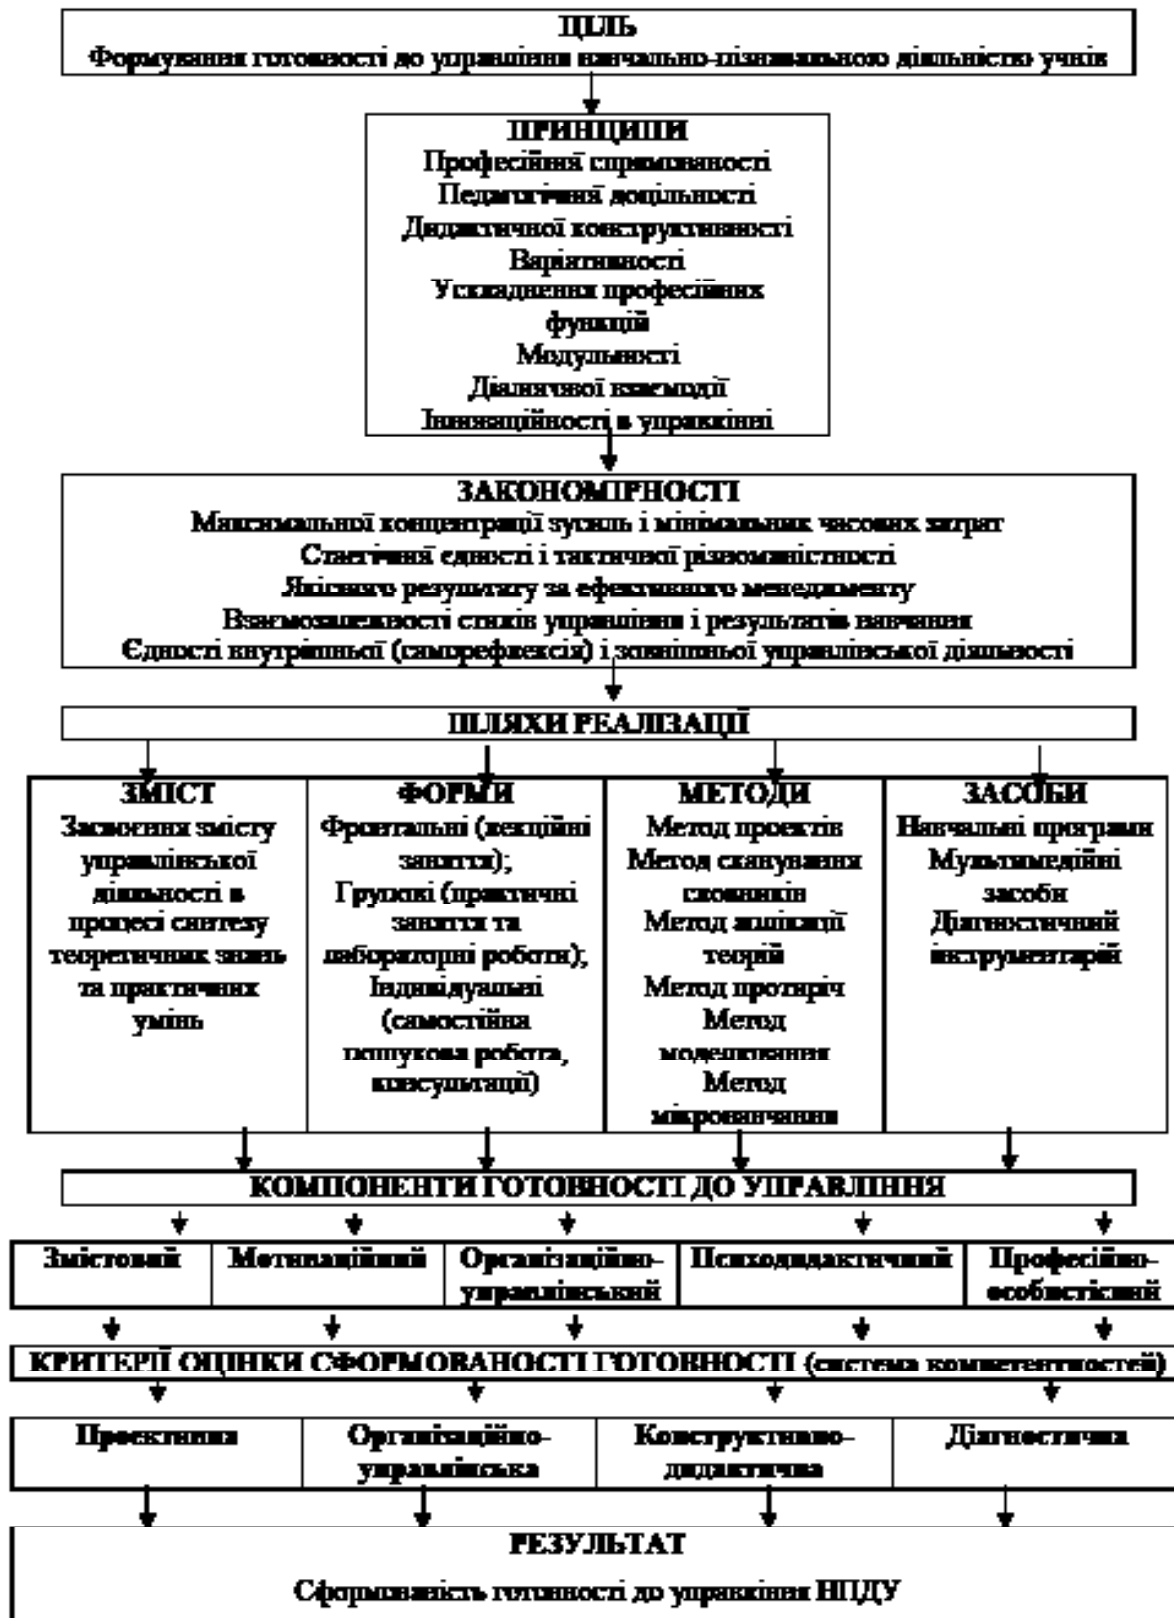 ЦІЛЬ
Формування готовності до управління навчально-пізнавальною діяльністю учнів
ПРИНЦИПИ
Професійня спрямованості
Педагогічня доцільності
Дидактичної конструктивності
Варіативності
Ускладнення професійних
функцій
Модульності
взаємодії
Інноваційності в управлінні
ЗАКОНОМІРНОСТІ
Максимальної концентрації зусиль і мінімальних часових затрат
єдності і тактичної різноманітності
Якісного результату за ефективного менеджменту
Взаємозалежності стилів управління і результатів навчання
Єдності внутрішньої (саморефлексія) і зовнішньої управлінської діяльності
ШЛЯХИ РЕАЛІЗАЦІЇ
ЗМІСТ
Засвоєння змісту
управлінської
діяльності в
процесі синтезу
теоретичних знань
та практичних
умінь
ФОРМИ
Фронтальні (лекційні
заняття);
Групові (практичні
заняття та
лабораторні роботи);
Індивідуальні
(самостійна
пошукова робота,
консультації)
МЕТОДИ
Метод проектів
Метод сканування
словників
Метод аплікації
теорій
Метод протиріч
Метод
моделювання
Метод
мікронавчання
ЗАСОБИ
Навчальні програми
Мультимедійні
засоби
Діагностичний
інструментарій
КОМПОНЕНТИ ГОТОВНОСТІ ДО УПРАВЛІННЯ
Змістовий
Мотиваційний
Організаційно-
управлінський
Психодидактичний
Професійно-
особистісний
КРИТЕРІЇ ОЦІНКИ СФОРМОВАНОСТІ ГОТОВНОСТІ (система компетентностей)
Проективна
Організаційно-
управлінська
Конструктивно-
дидактична
Діагностична
РЕЗУЛЬТАТ
Сформованість готовності до управління НПДУ